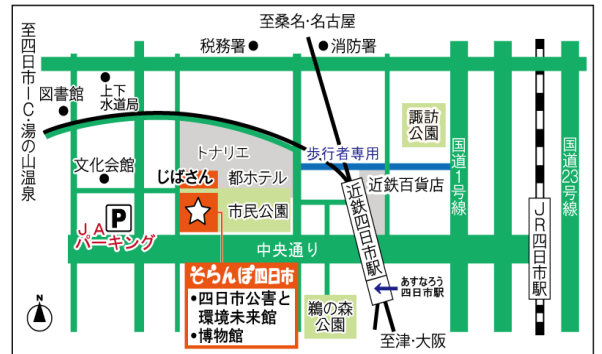 至桑名・名古屋
税務署
消防署
至四日市IC・湯の山温泉
図書館
上下
水道局
諏訪
公園
トナリエ
歩行者専用
国道1号線
国道23号線
文化会館
じばさん
都ホテル
近鉄百貨店
P
市民公園
近鉄四日市駅
JR四日市駅
JA
パーキング
中央通り
そらんぽ四日市
•四日市公害と
環境未来館
•博物館
あすなろう
四日市駅
鵜の森
公園
N
至津・大阪